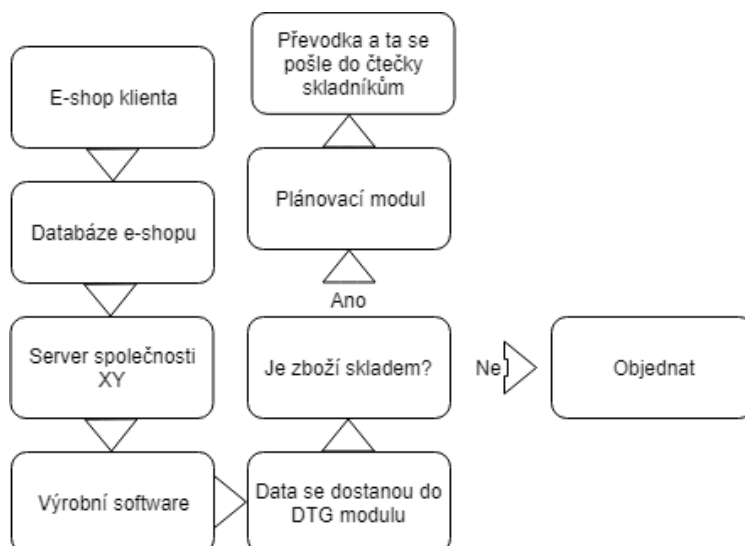 E-shop klienta
Databáze e-shopu
Server společnosti
XY
Výrobní software
Data se dostanou do
DTG modulu
Je zboží skladem?
Ano
Plánovací modul
Převodka a ta se
pošle do čtečky
skladníkům
Ne
Objednat